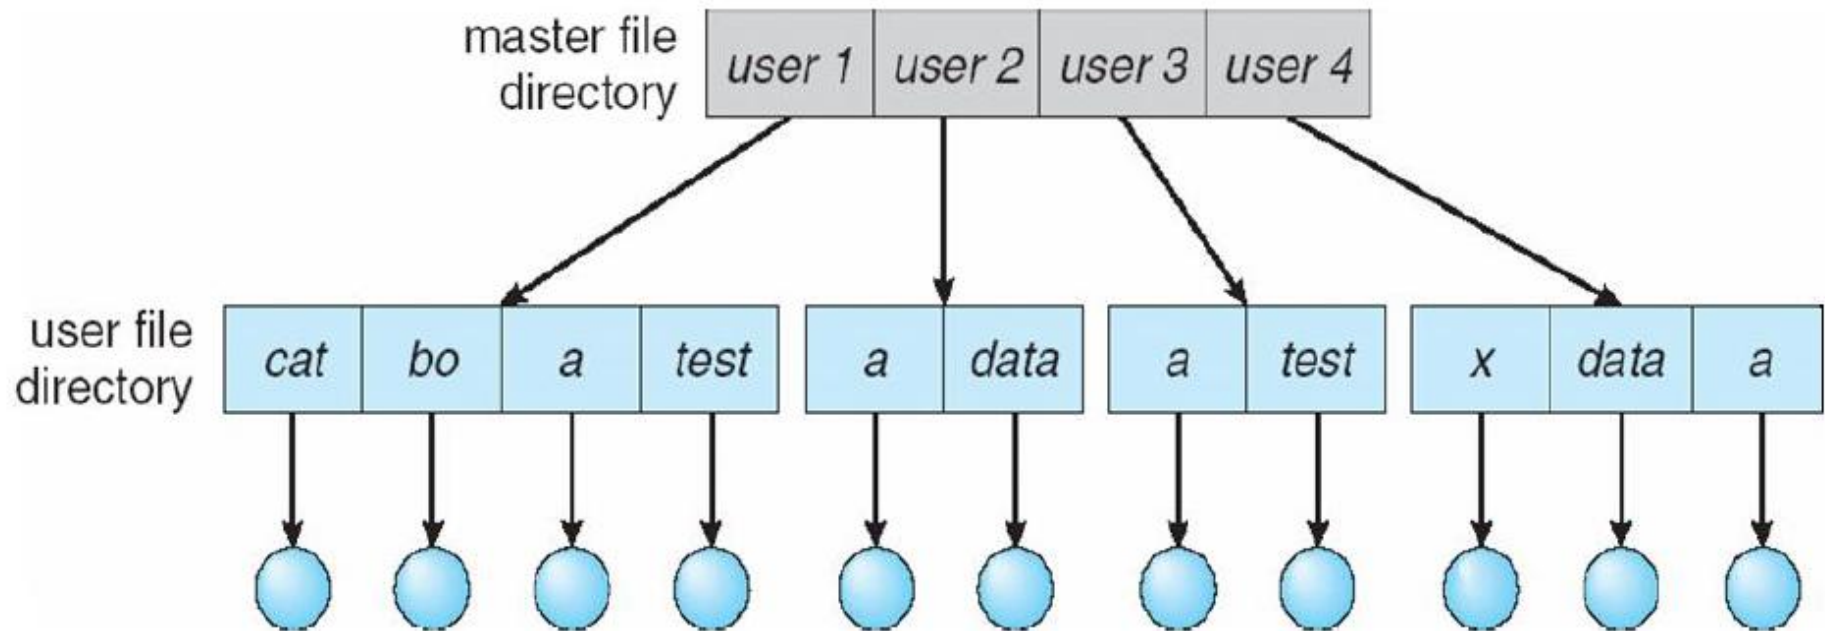 master file
directory
user 1 user 2 user 3 user 4
user file
directory
cat bo a test a data a test x data a